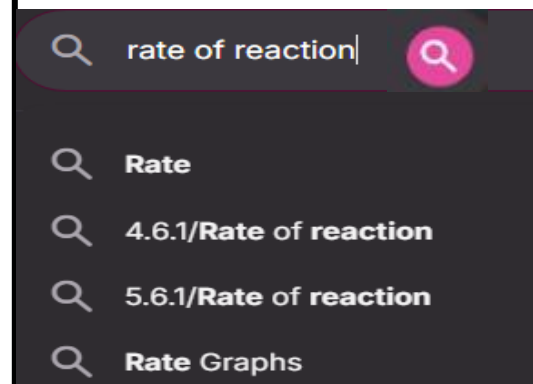 rate of reaction
Rate
4.6.1/Rate of reaction
5.6.1/Rate of reaction
Rate Graphs